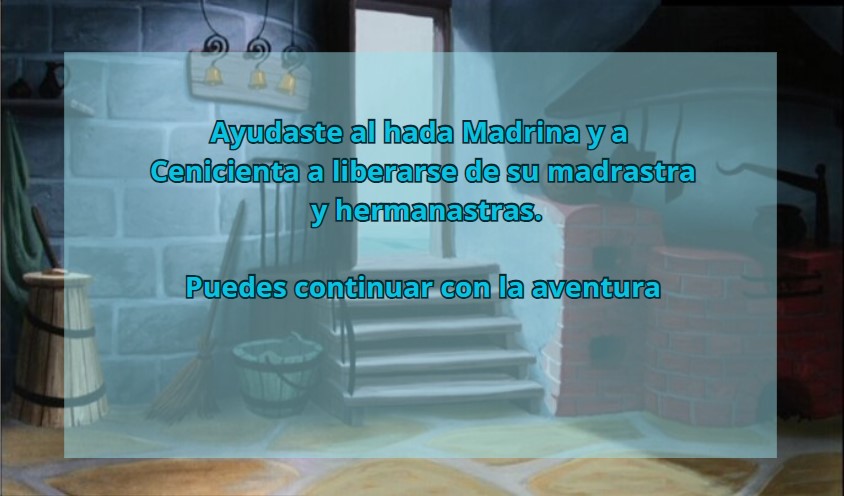 Ayudaste al hada Madrina y a
Cenicienta a liberarse de su madrastra
y hermanastras.
Puedes continuar con la aventura